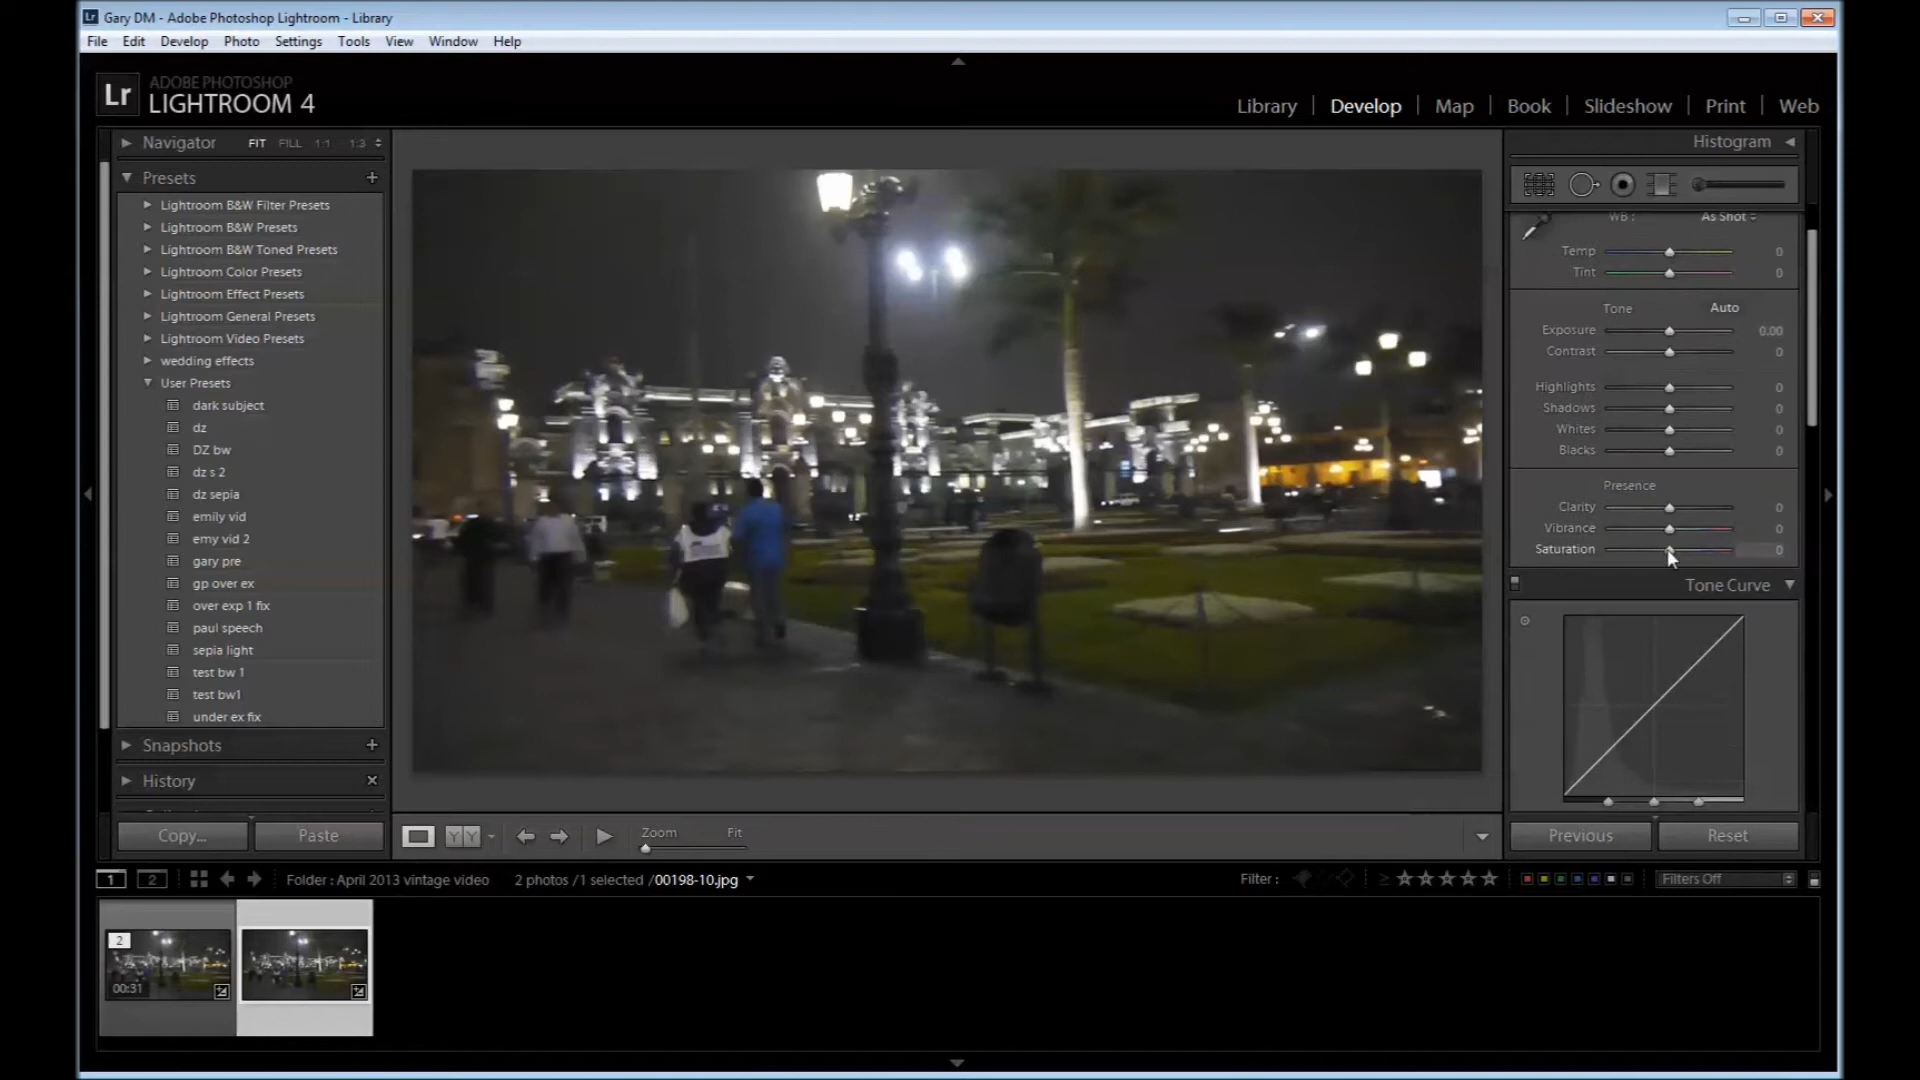 Lr Gary DM - Adobe Photoshop Lightroom - Library
File Edit Develop Photo Settings Tools View Window Help
Lr ADOBE PHOTOSHOP
LIGHTROOM 4
Library | Develop | Map | Book | Slideshow | Print | Web
Navigator FIT FILL 1:1 1:3
Presets +
Lightroom B&W Filter Presets
Lightroom B&W Presets
Lightroom B&W Toned Presets
Lightroom Color Presets
Lightroom Effect Presets
Lightroom General Presets
Lightroom Video Presets
wedding effects
User Presets
dark subject
dz
DZ bw
dz s 2
dz sepia
emily vid
emy vid 2
gary pre
gp over ex
over exp 1 fix
paul speech
sepia light
test bw 1
test bw1
under ex fix
Snapshots +
History ×
Copy... Paste
Histogram
WB : As Shot
Temp 0
Tint 0
Tone Auto
Exposure 0.00
Contrast 0
Highlights 0
Shadows 0
Whites 0
Blacks 0
Presence
Clarity 0
Vibrance 0
Saturation 0
Tone Curve
Previous Reset
YY Zoom Fit
1 2 Folder : April 2013 vintage video 2 photos /1 selected /00198-10.jpg Filter : ≥ Filters Off
2
00:31